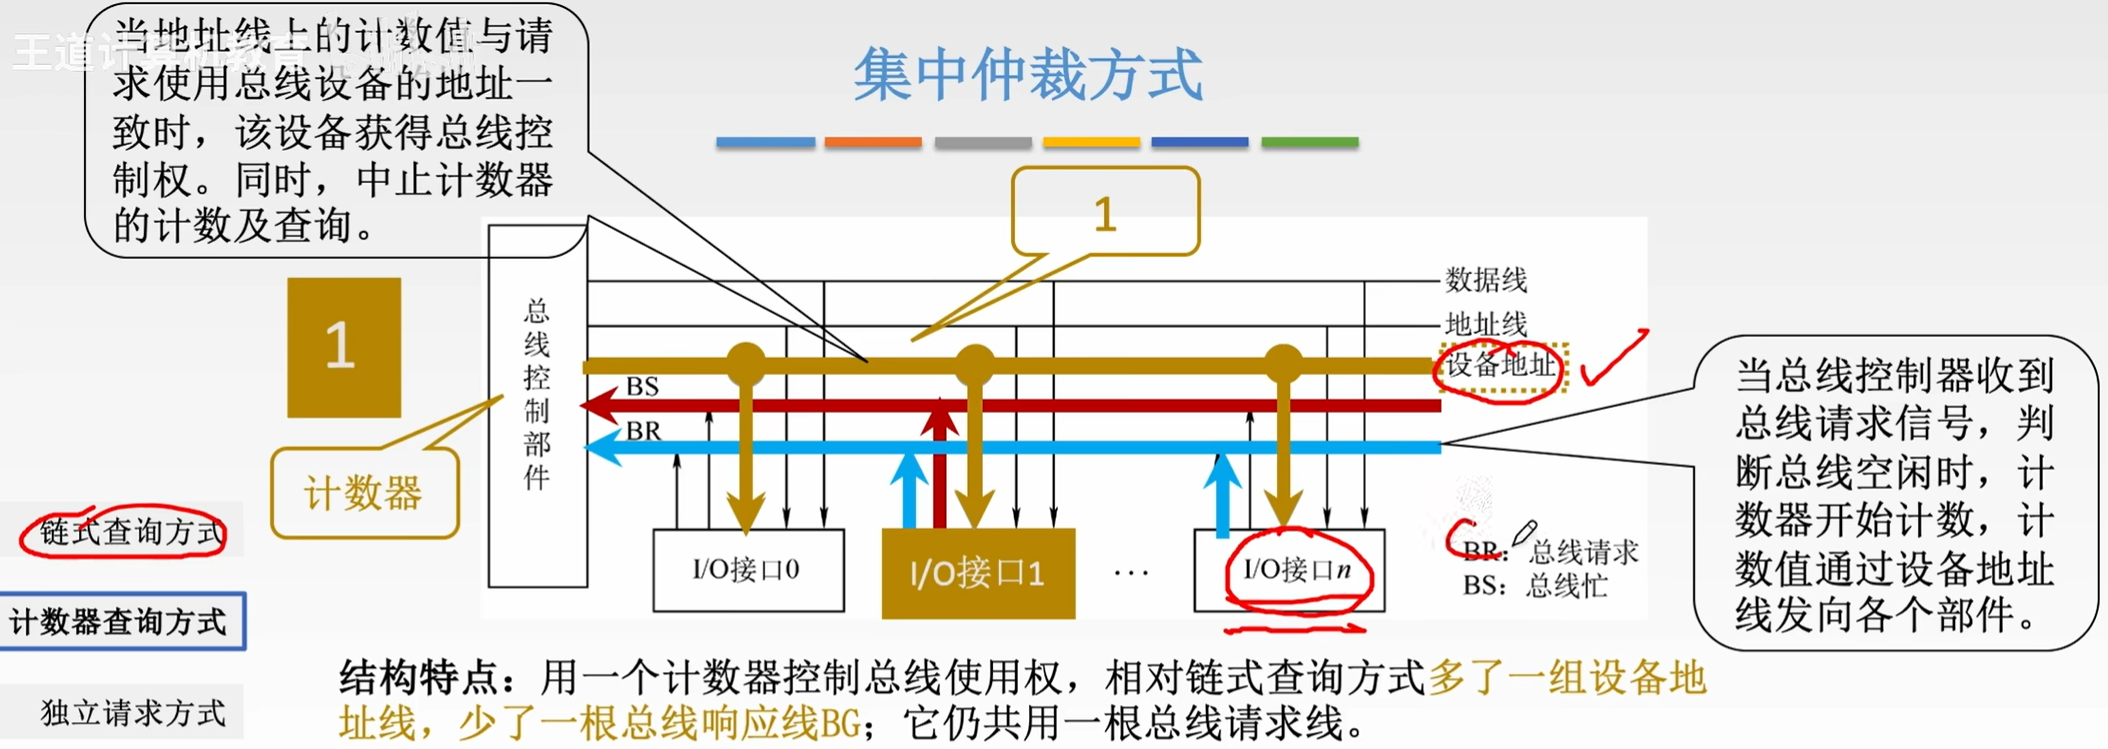 王道计算机教育
当地址线上的计数值与请
求使用总线设备的地址一
致时，该设备获得总线控
制权。同时，中止计数器
的计数及查询。
集中仲裁方式
1
1
计数器
总线控制部件
数据线
地址线
设备地址
BS
BR
I/O接口0
I/O接口1
···
I/O接口n
BR：总线请求
BS：总线忙
当总线控制器收到
总线请求信号，判
断总线空闲时，计
数器开始计数，计
数值通过设备地址
线发向各个部件。
链式查询方式
计数器查询方式
独立请求方式
结构特点：用一个计数器控制总线使用权，相对链式查询方式多了一组设备地
址线，少了一根总线响应线BG；它仍共用一根总线请求线。